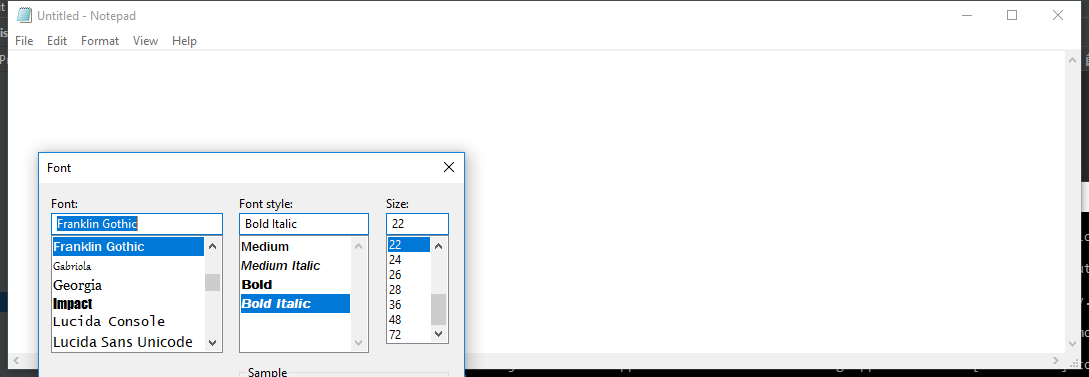 Untitled - Notepad
File Edit Format View Help
Font
Font: Font style: Size:
Franklin Gothic Bold Italic 22
Franklin Gothic Medium 22
Gabriola Medium Italic 24
Georgia Bold 26
Impact Bold Italic 28
Lucida Console 36
Lucida Sans Unicode 48
72
Sample